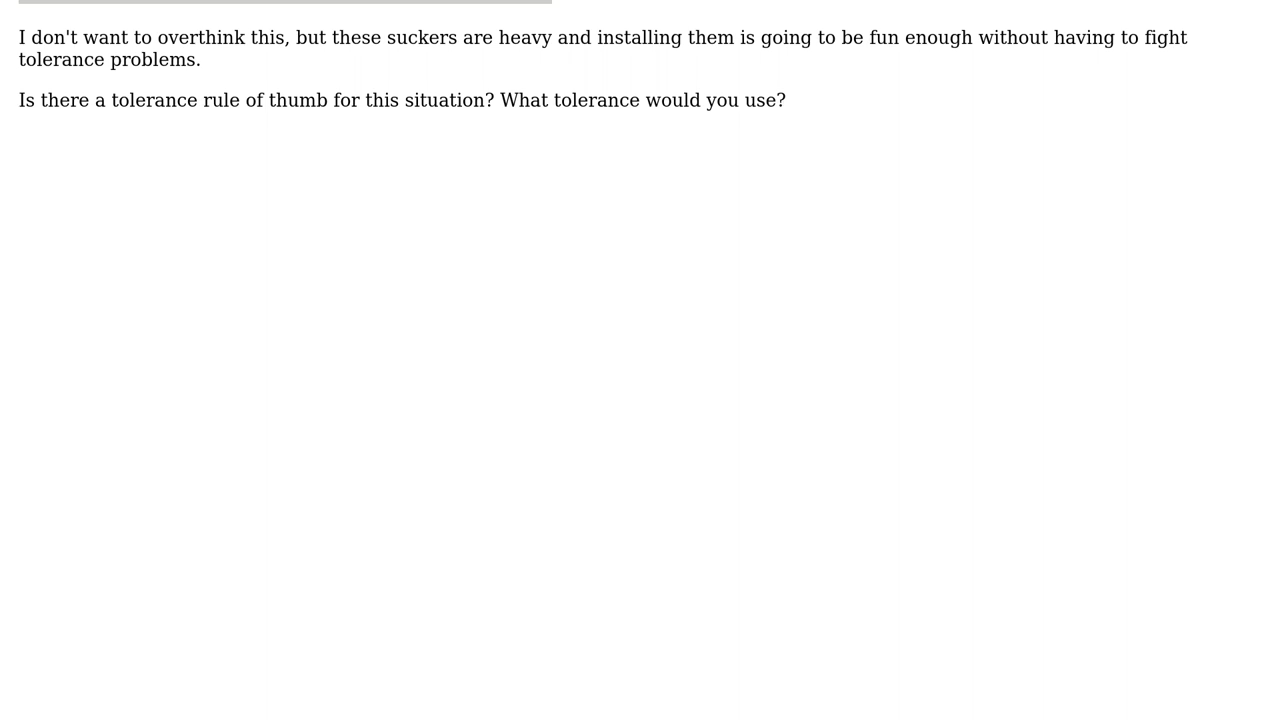 I don't want to overthink this, but these suckers are heavy and installing them is going to be fun enough without having to fight
tolerance problems.
Is there a tolerance rule of thumb for this situation? What tolerance would you use?